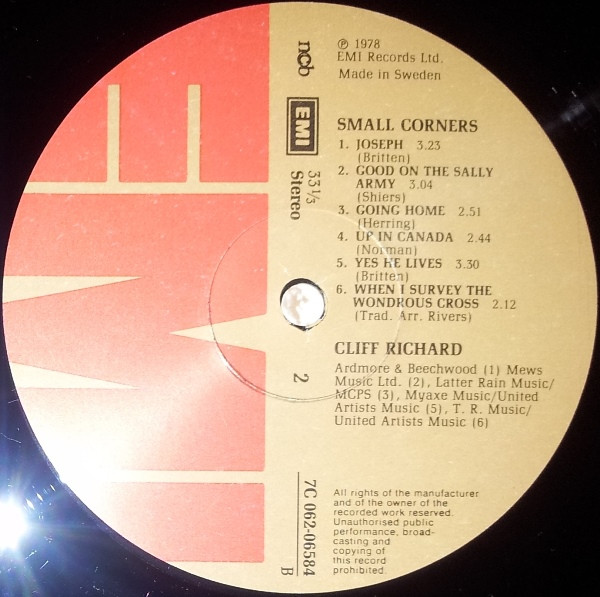 ncb
℗ 1978
EMI Records Ltd.
Made in Sweden
EMI
33⅓
Stereo
SMALL CORNERS
1. JOSEPH 3.23
(Britten)
2. GOOD ON THE SALLY
ARMY 3.04
(Shiers)
3. GOING HOME 2.51
(Herring)
4. UP IN CANADA 2.44
(Norman)
5. YES HE LIVES 3.30
(Britten)
6. WHEN I SURVEY THE
WONDROUS CROSS 2.12
(Trad. Arr. Rivers)
CLIFF RICHARD
2
Ardmore & Beechwood (1) Mews
Music Ltd. (2), Latter Rain Music/
MCPS (3), Myaxe Music/United
Artists Music (5), T. R. Music/
United Artists Music (6)
7C 062-06584
B
All rights of the manufacturer
and of the owner of the
recorded work reserved.
Unauthorised public
performance, broad-
casting and
copying of
this record
prohibited.
EMI